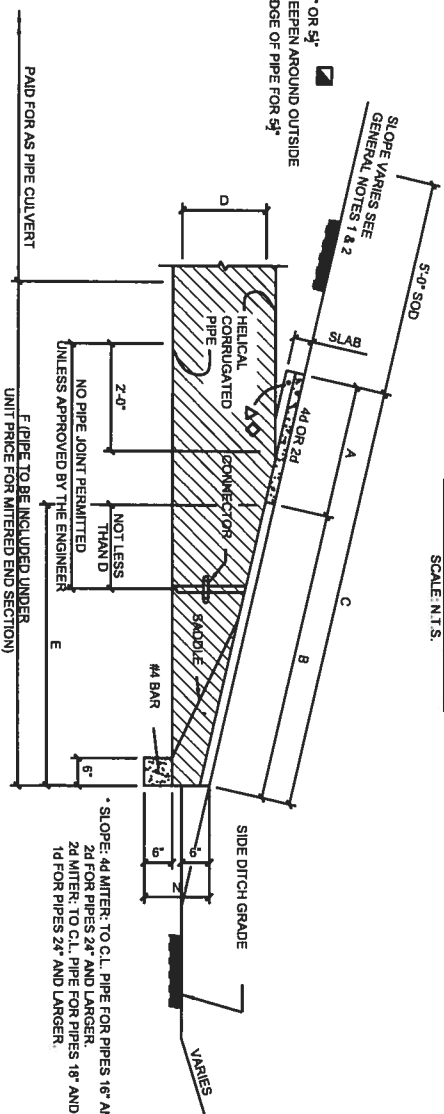 SCALE: N.T.S.
" OR 5½"
EEPEN AROUND OUTSIDE
DGE OF PIPE FOR 5½"
SLOPE VARIES SEE
GENERAL NOTES 1 & 2
5'-0" SOD
SLAB
A
B
C
4d OR 2d
D
HELICAL
CORRUGATED
PIPE
CONNECTOR
SADDLE
2'-0"
NOT LESS
THAN D
NO PIPE JOINT PERMITTED
UNLESS APPROVED BY THE ENGINEER
E
#4 BAR
6"
6"
6"
N
SIDE DITCH GRADE
VARIES
PAID FOR AS PIPE CULVERT
F (PIPE TO BE INCLUDED UNDER
UNIT PRICE FOR MITERED END SECTION)
* SLOPE: 4d MITER: TO C.L. PIPE FOR PIPES 16" A
2d FOR PIPES 24" AND LARGER.
2d MITER: TO C.L. PIPE FOR PIPES 18" AND
1d FOR PIPES 24" AND LARGER.